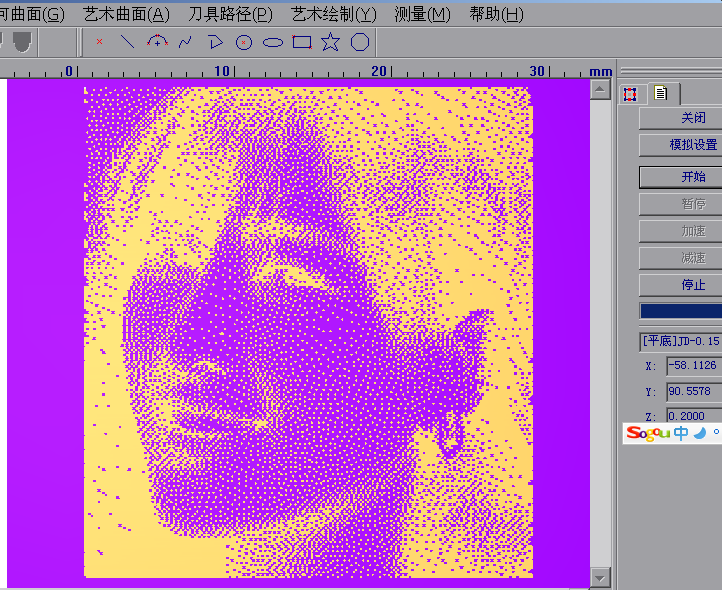 可曲面(G) 艺术曲面(A) 刀具路径(P) 艺术绘制(Y) 测量(M) 帮助(H)
0 10 20 30 mm
关闭
模拟设置
开始
暂停
加速
减速
停止
[平底]JD-0.15
X: -58.1126
Y: 90.5578
Z: 0.2000
Sogou 中